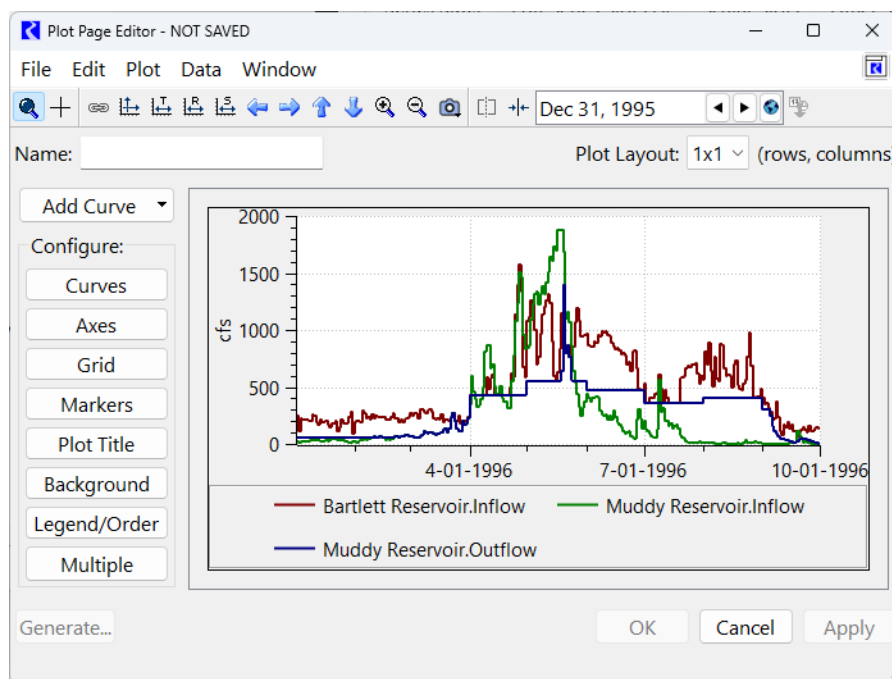 Plot Page Editor - NOT SAVED
File Edit Plot Data Window
Dec 31, 1995
Name: Plot Layout: 1x1 (rows, columns)
Add Curve
Configure:
Curves
Axes
Grid
Markers
Plot Title
Background
Legend/Order
Multiple
2000
1500
1000
500
0
cfs
4-01-1996 7-01-1996 10-01-1996
Bartlett Reservoir.Inflow Muddy Reservoir.Inflow
Muddy Reservoir.Outflow
Generate... OK Cancel Apply